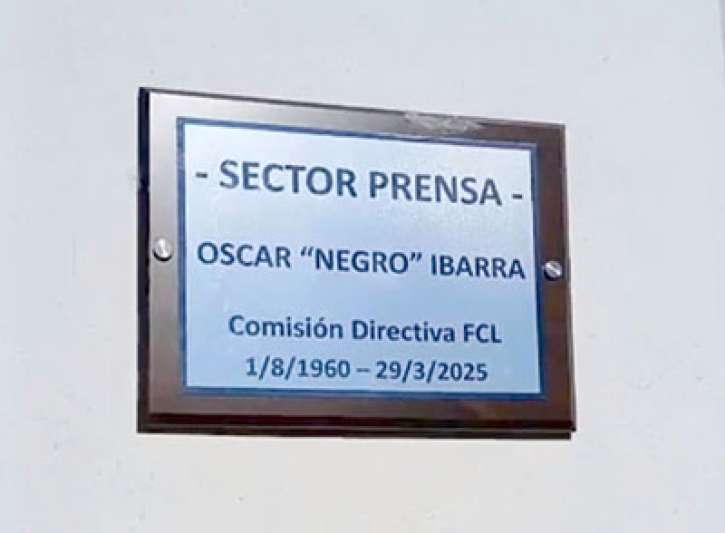 - SECTOR PRENSA -
OSCAR “NEGRO” IBARRA
Comisión Directiva FCL
1/8/1960 – 29/3/2025